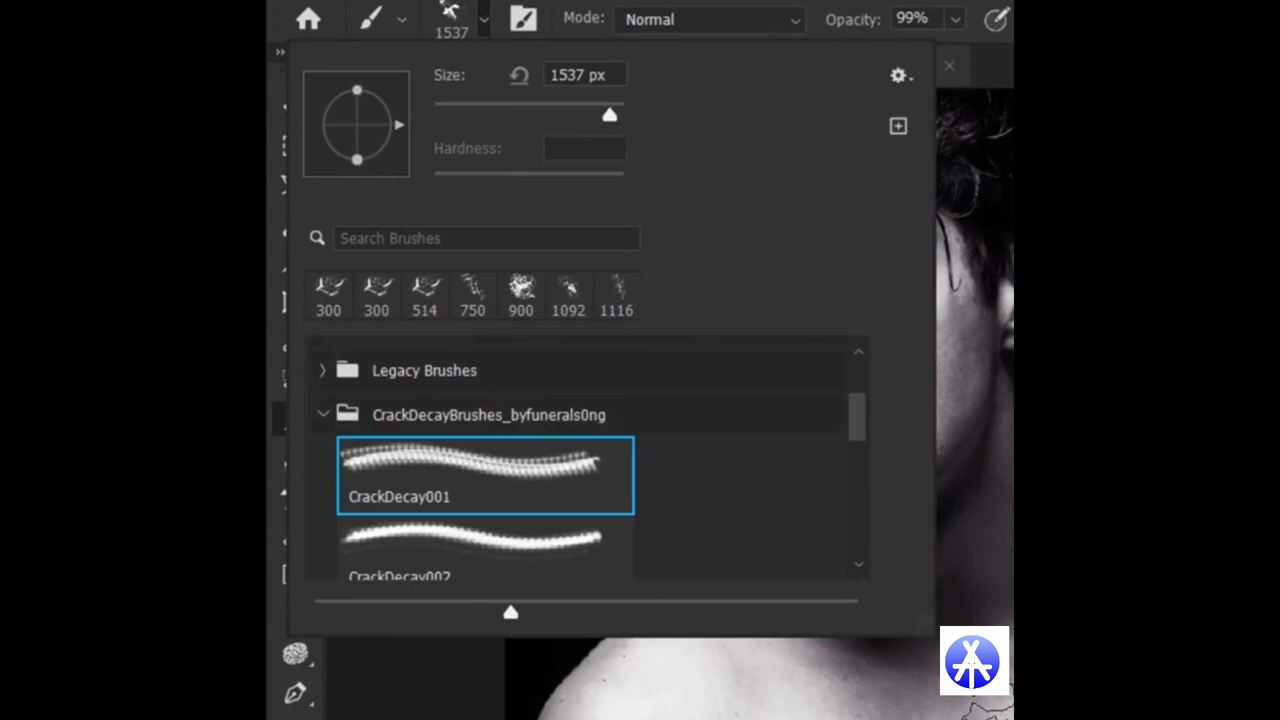 Mode: Normal Opacity: 99%
1537
Size: 1537 px
Hardness:
Search Brushes
300 300 514 750 900 1092 1116
Legacy Brushes
CrackDecayBrushes_byfunerals0ng
CrackDecay001
CrackDecay002